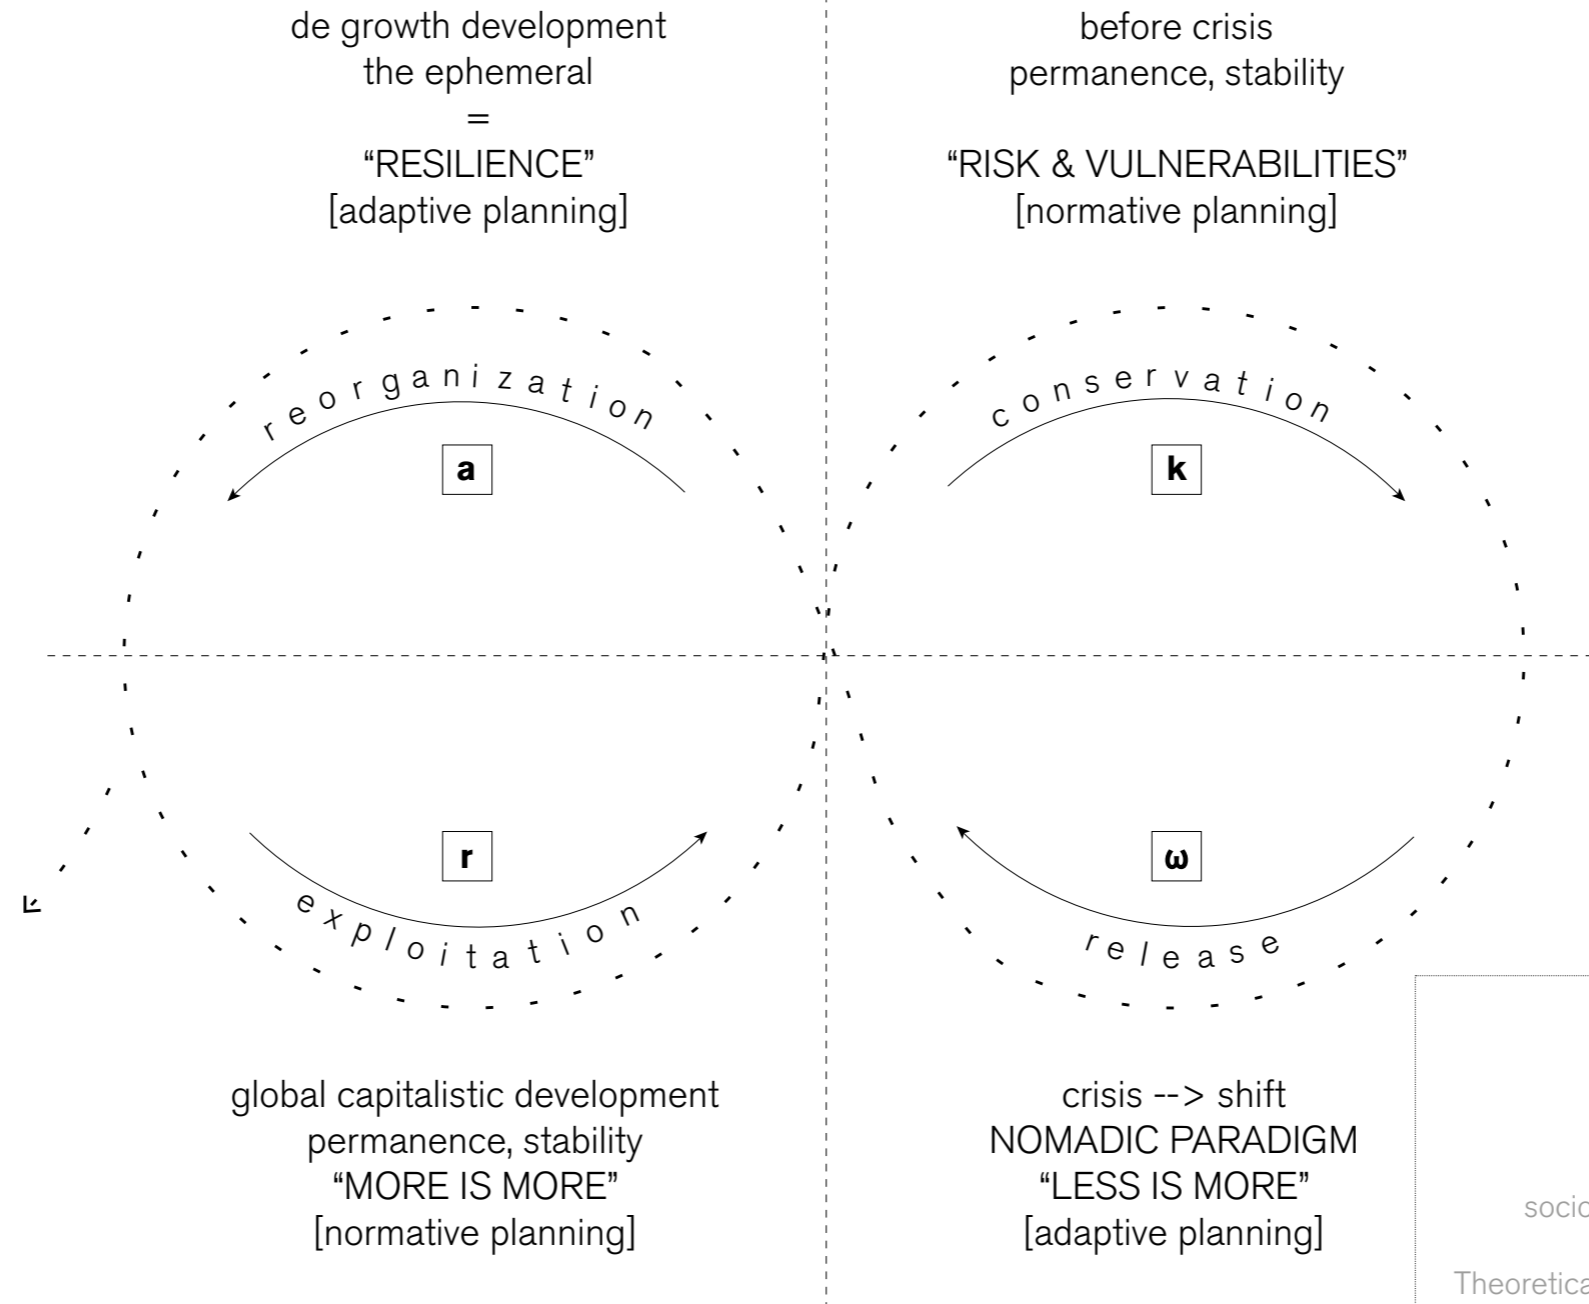 de growth development
the ephemeral
=
“RESILIENCE”
[adaptive planning]
before crisis
permanence, stability
“RISK & VULNERABILITIES”
[normative planning]
reorganization
a
conservation
k
r
exploitation
ω
release
global capitalistic development
permanence, stability
“MORE IS MORE”
[normative planning]
crisis --> shift
NOMADIC PARADIGM
“LESS IS MORE”
[adaptive planning]